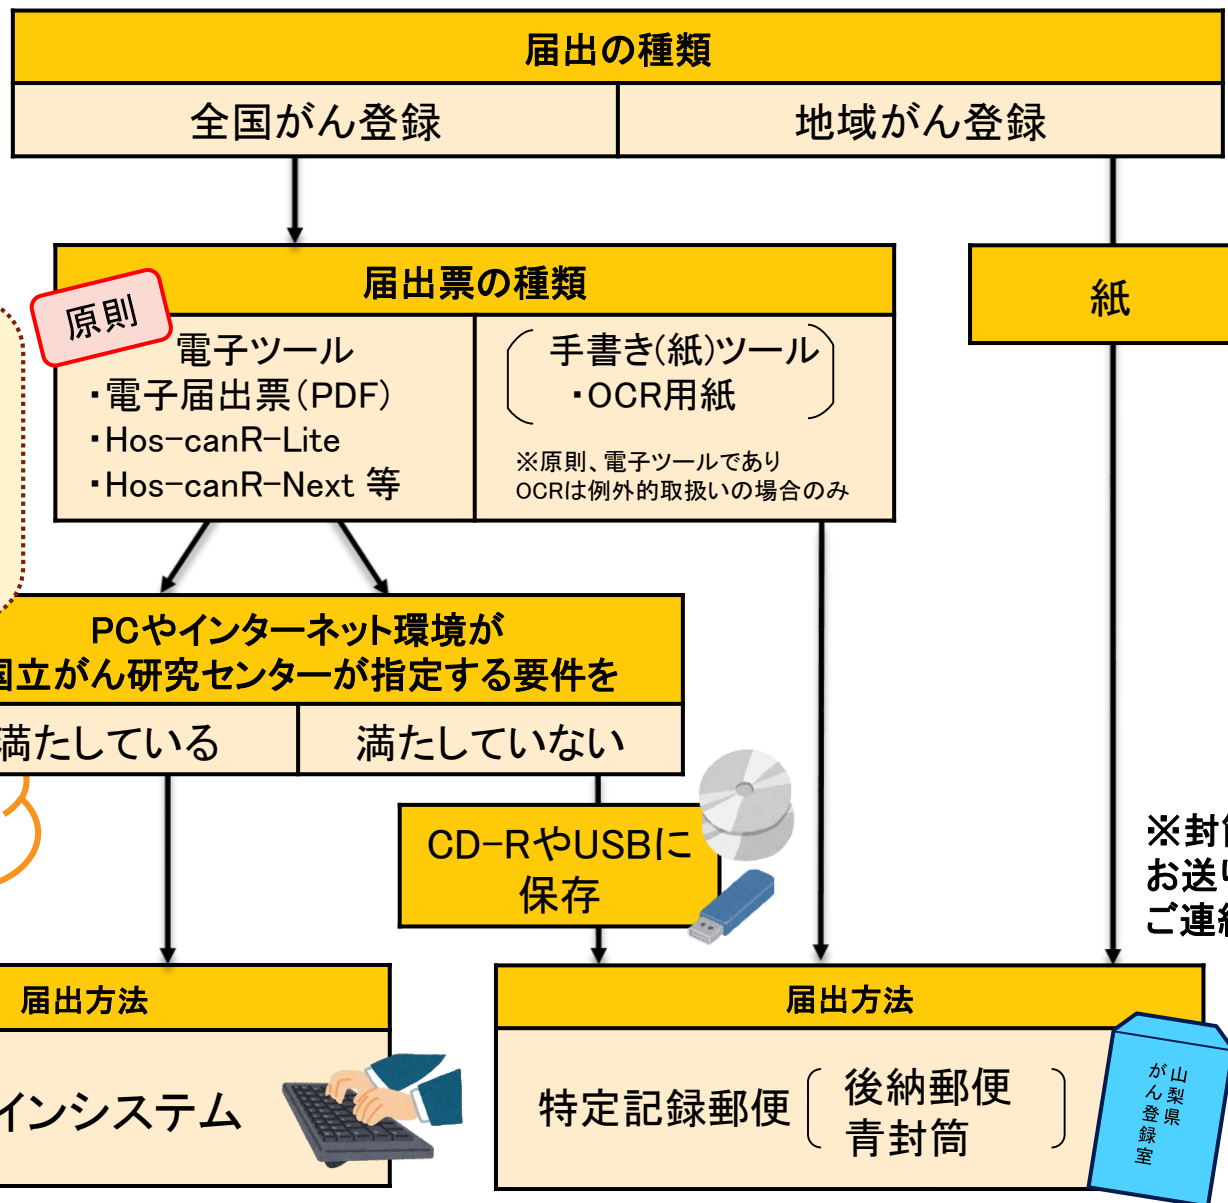 届出の種類
全国がん登録
地域がん登録
届出票の種類
紙
原則
電子ツール
・電子届出票(PDF)
・Hos-canR-Lite
・Hos-canR-Next 等
手書き(紙)ツール
・OCR用紙
※原則、電子ツールであり
OCRは例外的取扱いの場合のみ
PCやインターネット環境が
国立がん研究センターが指定する要件を
満たしている
満たしていない
CD-RやUSBに
保存
※封
お送り
ご連絡
届出方法
インシステム
届出方法
特定記録郵便
後納郵便
青封筒
山梨県
がん登録室